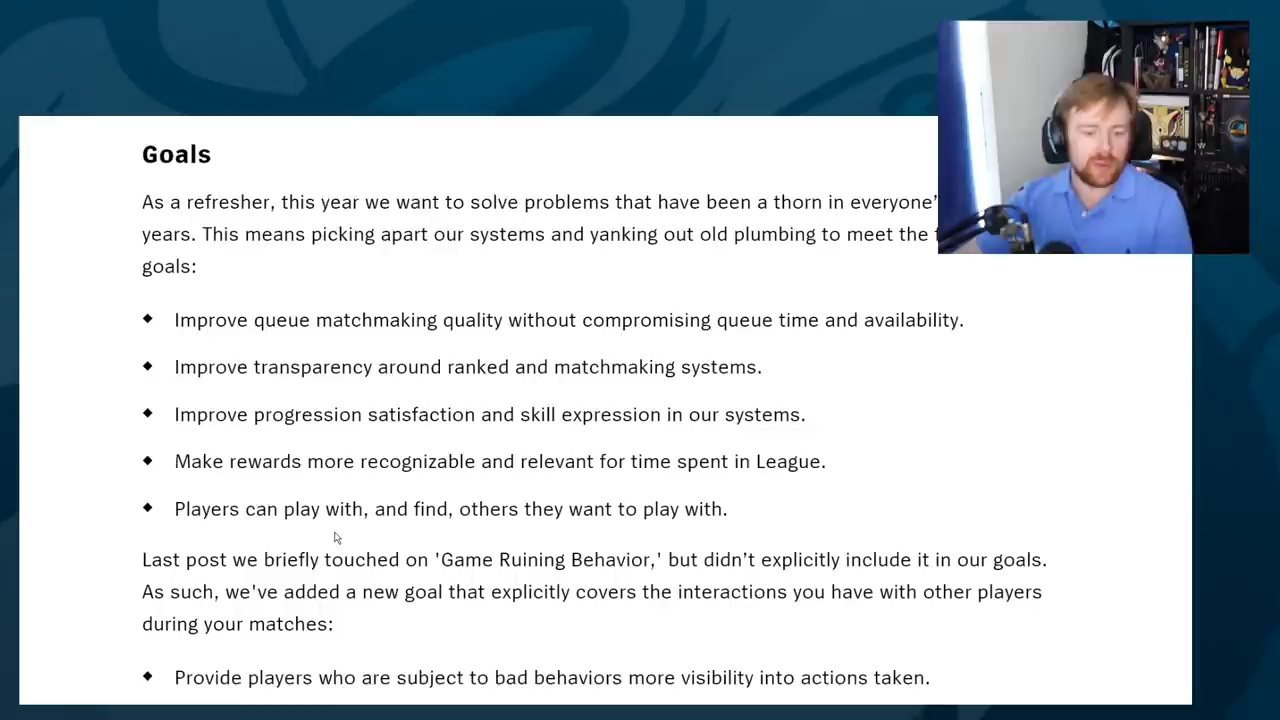 Goals
As a refresher, this year we want to solve problems that have been a thorn in everyone'
years. This means picking apart our systems and yanking out old plumbing to meet the
goals:
◆ Improve queue matchmaking quality without compromising queue time and availability.
◆ Improve transparency around ranked and matchmaking systems.
◆ Improve progression satisfaction and skill expression in our systems.
◆ Make rewards more recognizable and relevant for time spent in League.
◆ Players can play with, and find, others they want to play with.
Last post we briefly touched on 'Game Ruining Behavior,' but didn't explicitly include it in our goals.
As such, we've added a new goal that explicitly covers the interactions you have with other players
during your matches:
◆ Provide players who are subject to bad behaviors more visibility into actions taken.